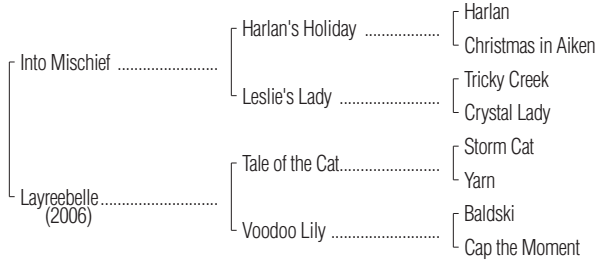 Harlan
Harlan's Holiday ..................
Christmas in Aiken
Into Mischief ........................
Tricky Creek
Leslie's Lady ........................
Crystal Lady
Storm Cat
Tale of the Cat........................
Yarn
Layreebelle............................
(2006)
Baldski
Voodoo Lily ..........................
Cap the Moment